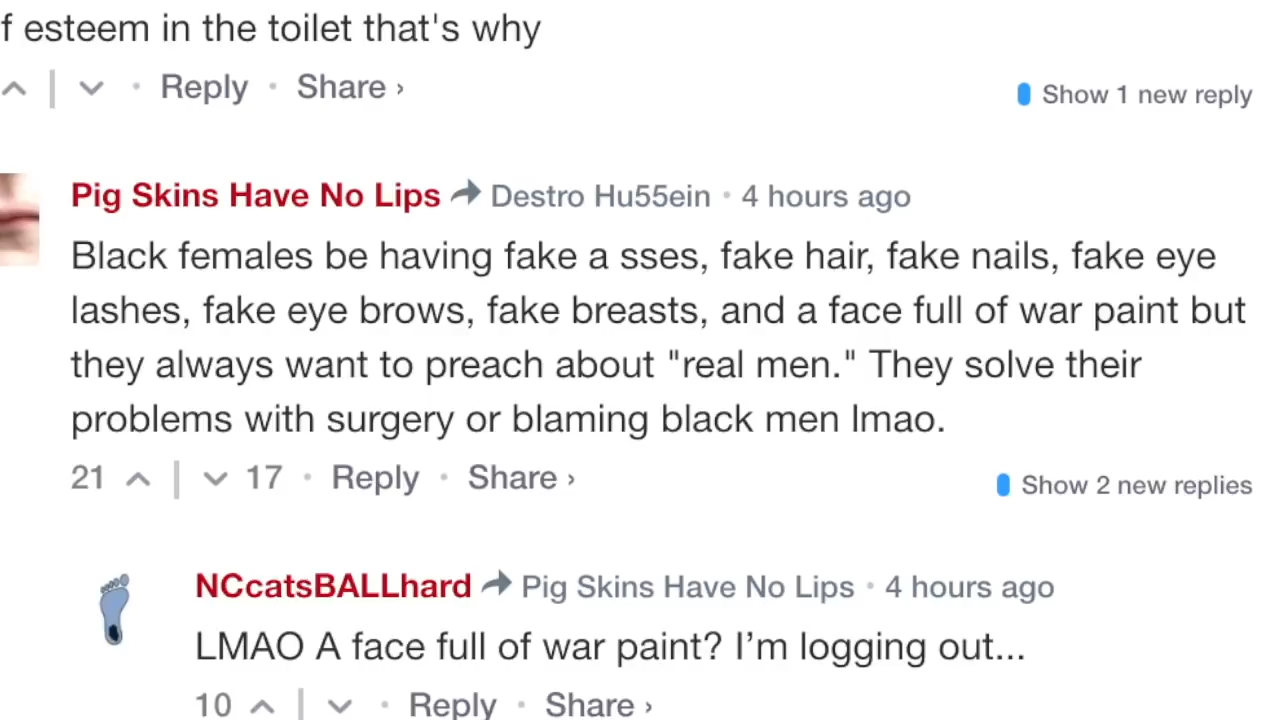 f esteem in the toilet that's why
Reply · Share ›
Show 1 new reply
Pig Skins Have No Lips Destro Hu55ein · 4 hours ago
Black females be having fake a sses, fake hair, fake nails, fake eye
lashes, fake eye brows, fake breasts, and a face full of war paint but
they always want to preach about "real men." They solve their
problems with surgery or blaming black men lmao.
21 | 17 · Reply · Share ›
Show 2 new replies
NCcatsBALLhard Pig Skins Have No Lips · 4 hours ago
LMAO A face full of war paint? I’m logging out...
10 | · Reply · Share ›